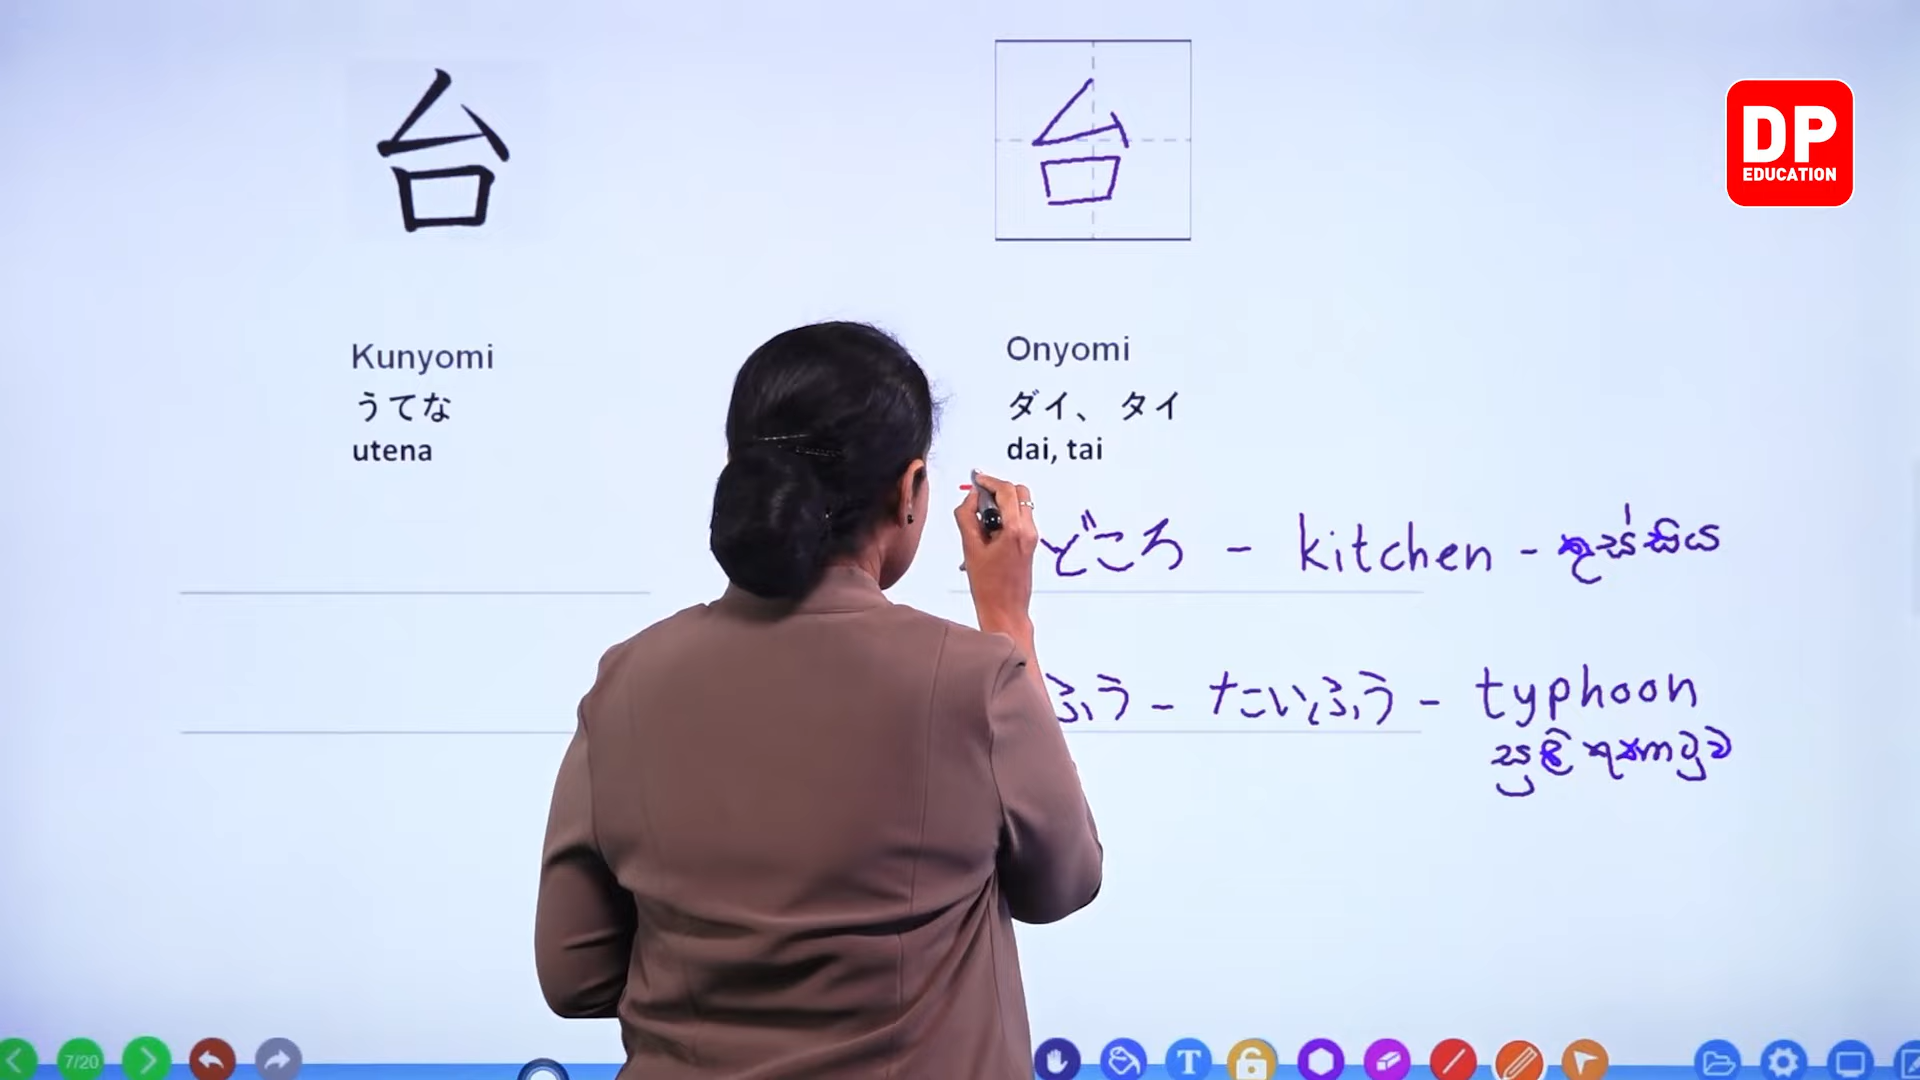 台
台
DP
EDUCATION
Kunyomi
うてな
utena
Onyomi
ダイ、タイ
dai, tai
どころ - kitchen -
ふう - たいふう - typhoon
7/20
T